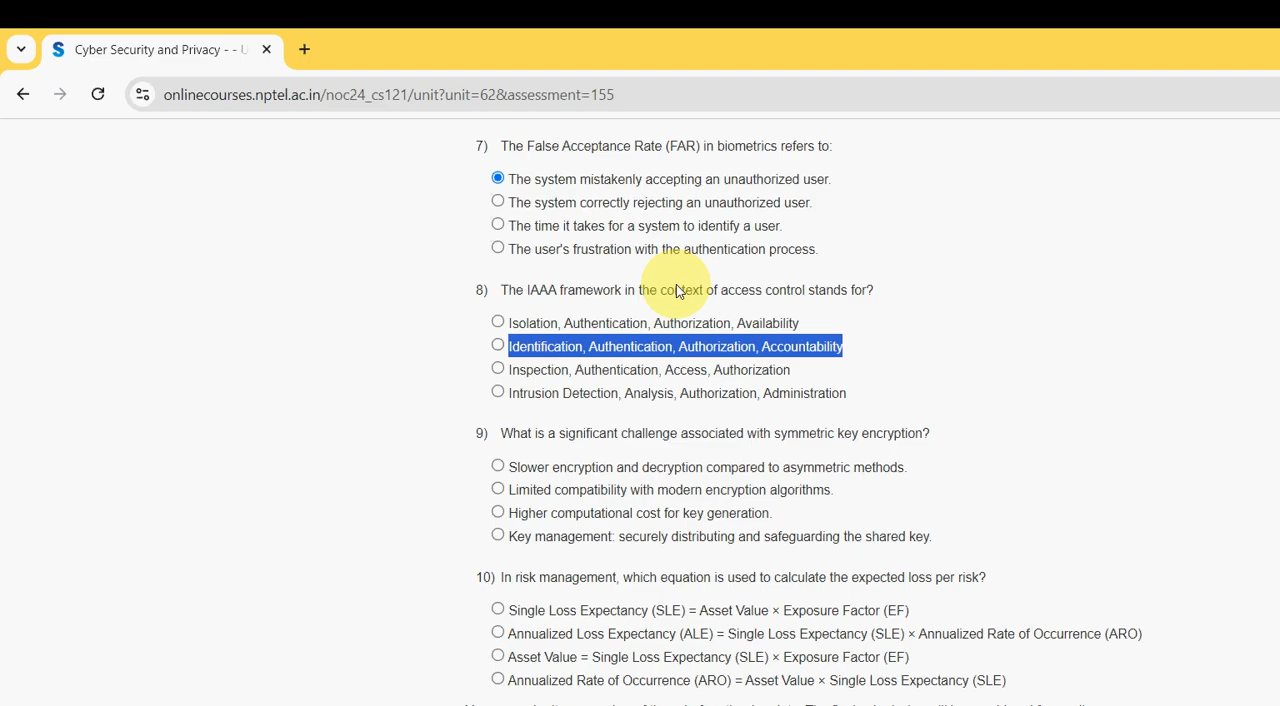 Cyber Security and Privacy - - U
onlinecourses.nptel.ac.in/noc24_cs121/unit?unit=62&assessment=155
7) The False Acceptance Rate (FAR) in biometrics refers to:
The system mistakenly accepting an unauthorized user.
The system correctly rejecting an unauthorized user.
The time it takes for a system to identify a user.
The user's frustration with the authentication process.
8) The IAAA framework in the context of access control stands for?
Isolation, Authentication, Authorization, Availability
Identification, Authentication, Authorization, Accountability
Inspection, Authentication, Access, Authorization
Intrusion Detection, Analysis, Authorization, Administration
9) What is a significant challenge associated with symmetric key encryption?
Slower encryption and decryption compared to asymmetric methods.
Limited compatibility with modern encryption algorithms.
Higher computational cost for key generation.
Key management: securely distributing and safeguarding the shared key.
10) In risk management, which equation is used to calculate the expected loss per risk?
Single Loss Expectancy (SLE) = Asset Value × Exposure Factor (EF)
Annualized Loss Expectancy (ALE) = Single Loss Expectancy (SLE) × Annualized Rate of Occurrence (ARO)
Asset Value = Single Loss Expectancy (SLE) × Exposure Factor (EF)
Annualized Rate of Occurrence (ARO) = Asset Value × Single Loss Expectancy (SLE)